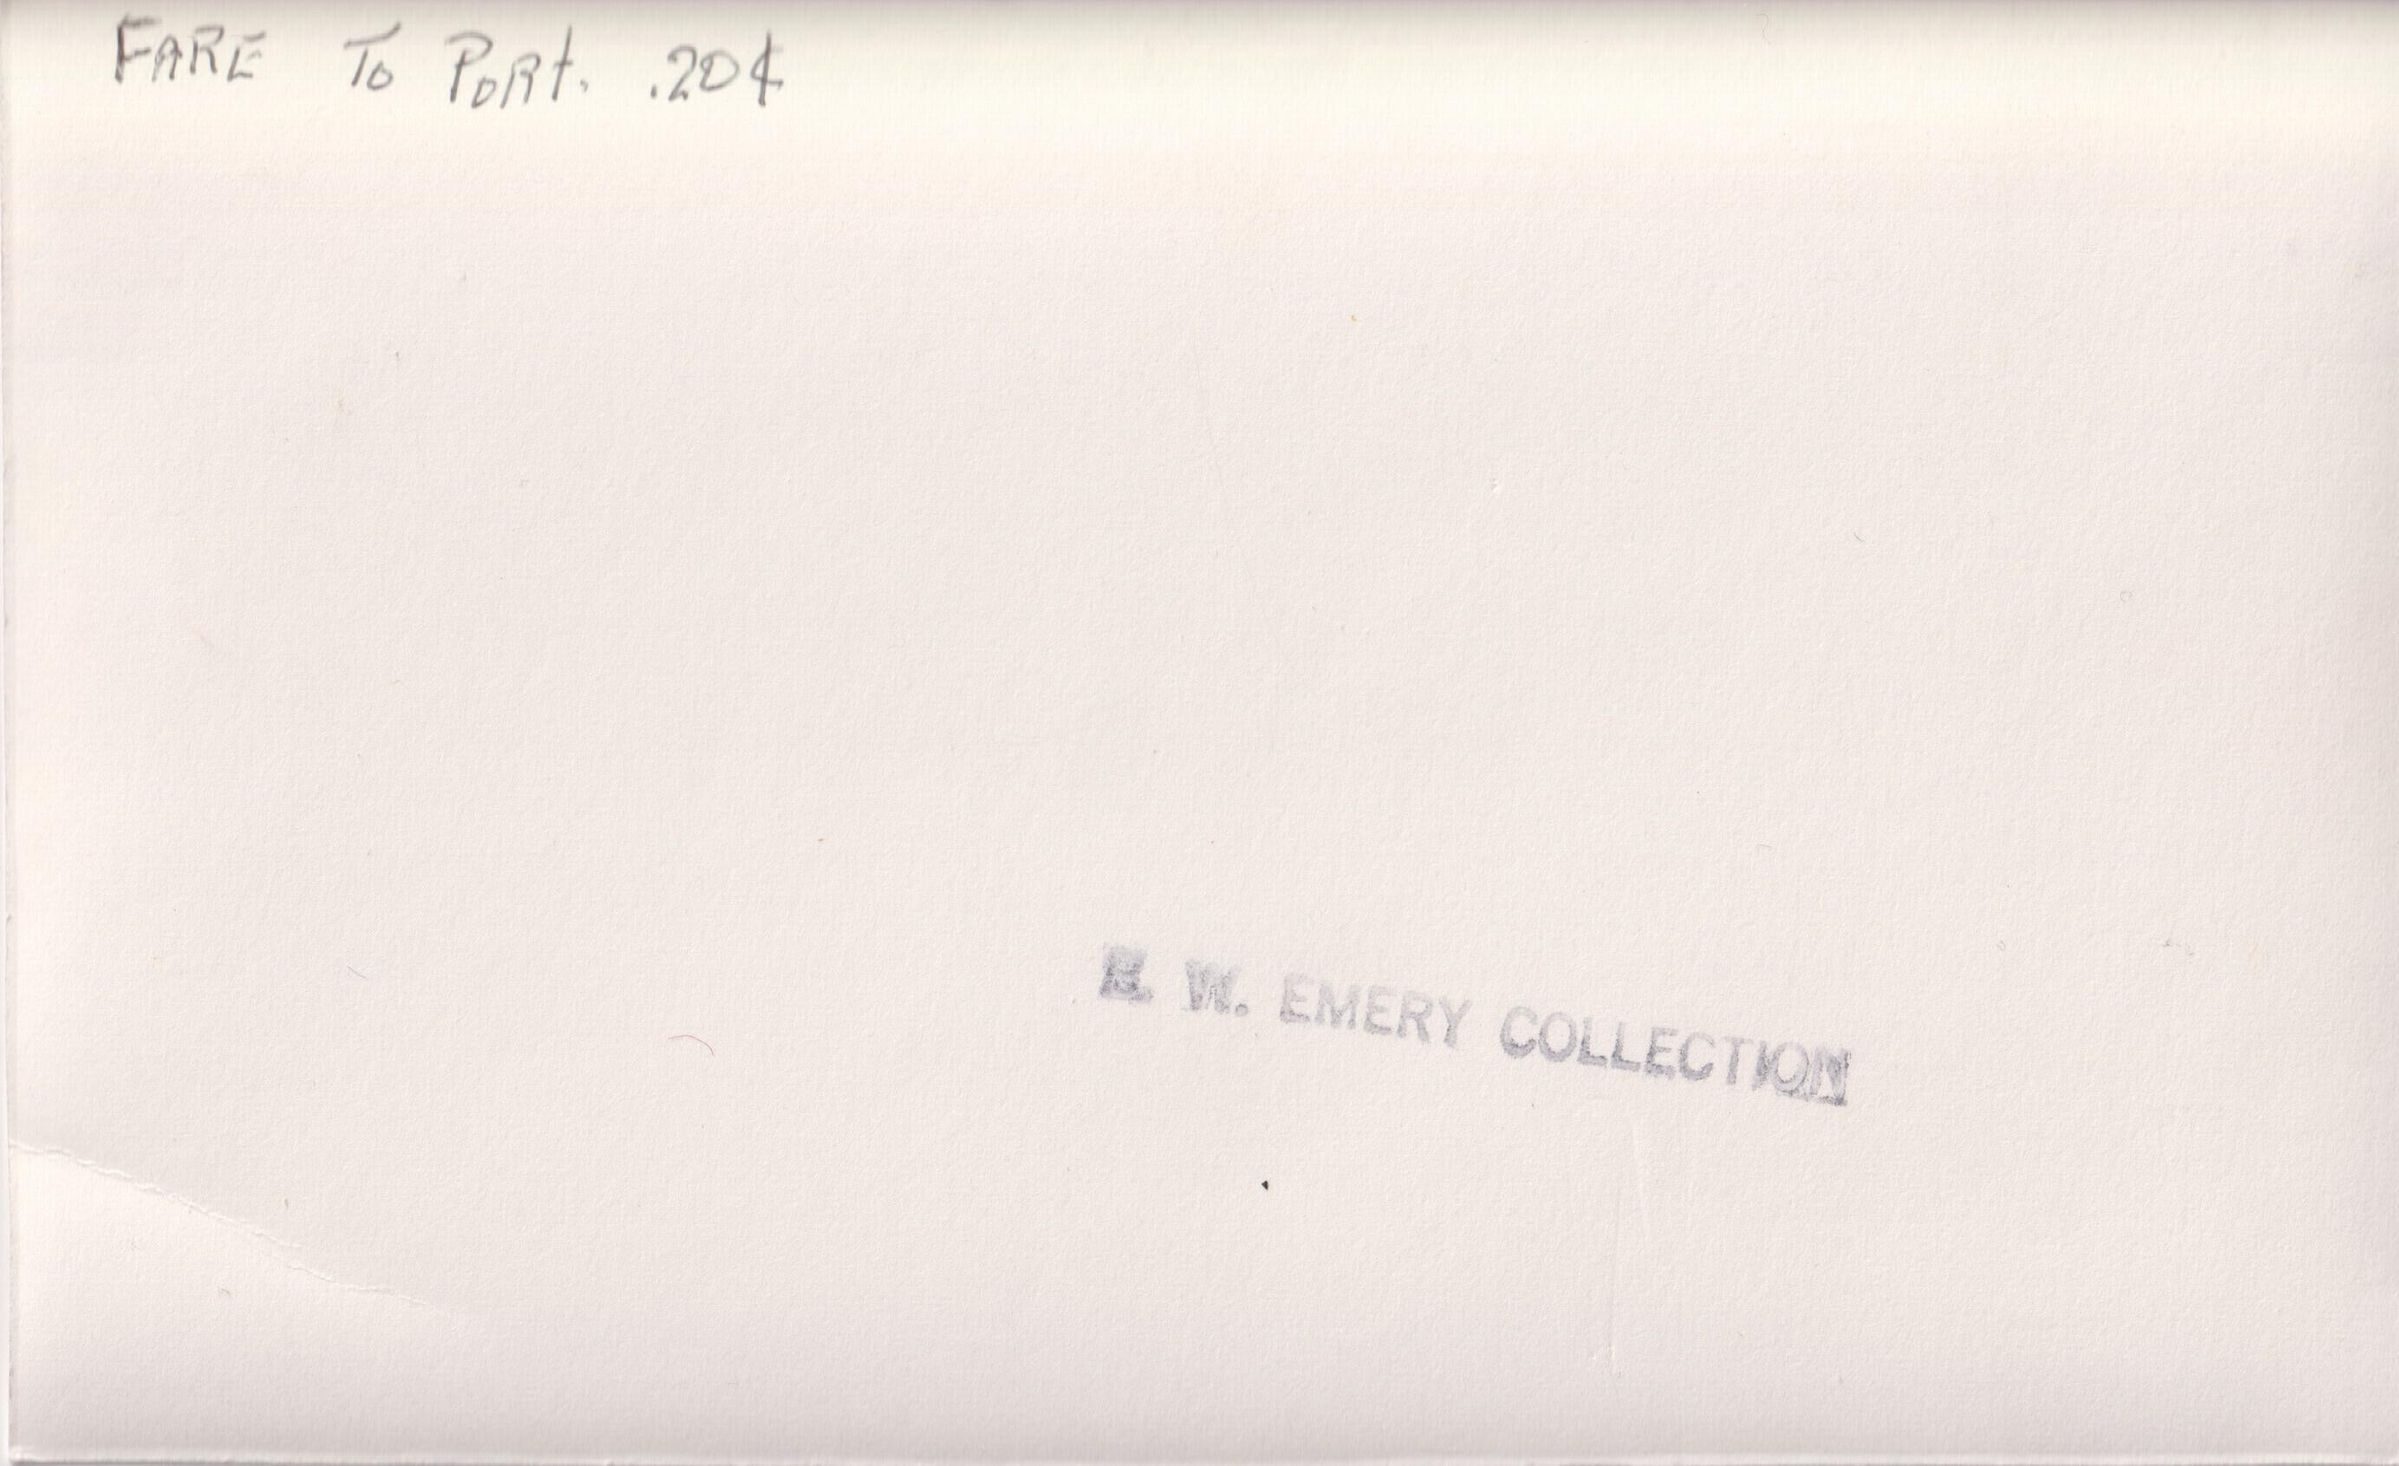 FARE To PORt. .20¢
E. W. EMERY COLLECTION